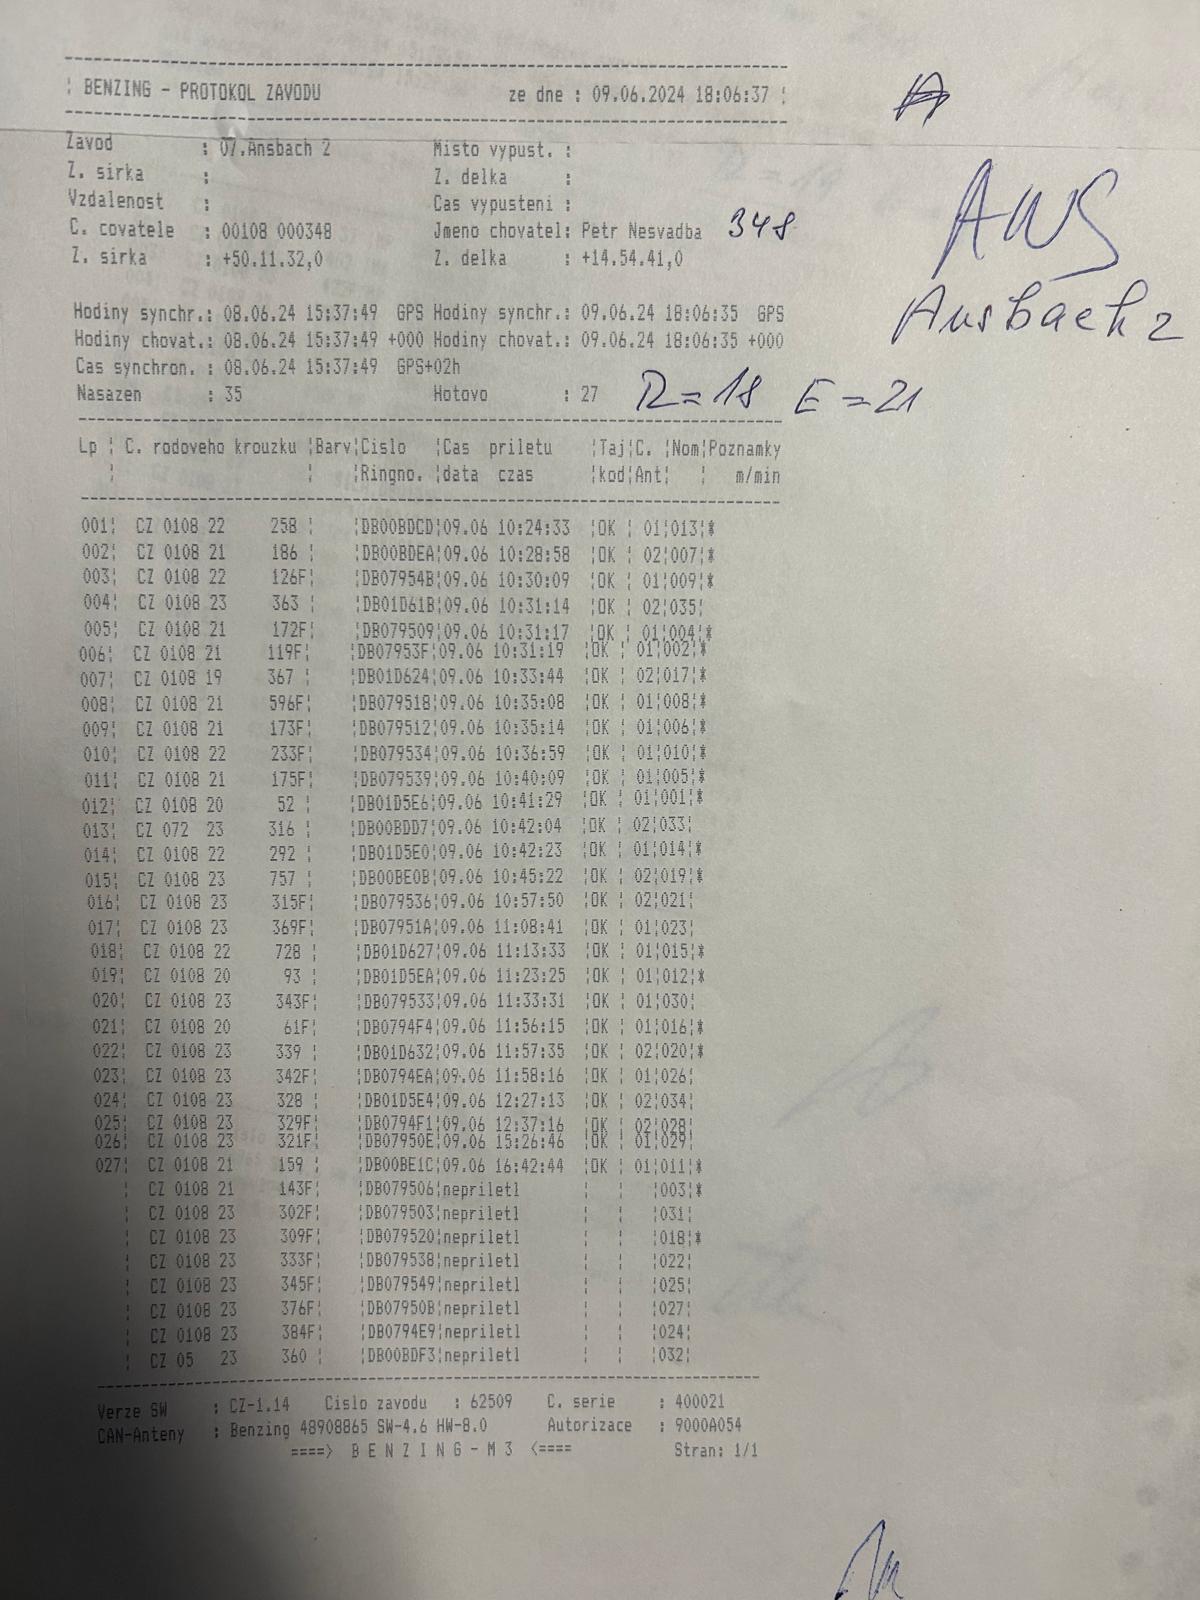 BENZING - PROTOKOL ZAVODU ze dne : 09.06.2024 18:06:37
AWS
Ansbach 2
Zavod : 07.Ansbach 2 Misto vypust. :
Z. sirka : Z. delka :
Vzdalenost : Cas vypusteni :
C. covatele : 00108 000348 Jmeno chovatel: Petr Nesvadba 348
Z. sirka : +50.11.32,0 Z. delka : +14.54.41,0
Hodiny synchr.: 08.06.24 15:37:49 GPS Hodiny synchr.: 09.06.24 18:06:35 GPS
Hodiny chovat.: 08.06.24 15:37:49 +000 Hodiny chovat.: 09.06.24 18:06:35 +000
Cas synchron. : 08.06.24 15:37:49 GPS+02h
Nasazen : 35 Hotovo : 27 R=18 E=21
Lp ¦ C. rodoveho krouzku ¦Barv¦Cislo ¦Cas priletu ¦Taj¦C. ¦Nom¦Poznamky
¦ ¦ ¦Ringno. ¦data czas ¦kod¦Ant¦ ¦ m/min
001¦ CZ 0108 22 258 ¦ ¦DB00BDCD¦09.06 10:24:33 ¦OK ¦ 01¦013¦*
002¦ CZ 0108 21 186 ¦ ¦DB00BDEA¦09.06 10:28:58 ¦OK ¦ 02¦007¦*
003¦ CZ 0108 22 126F¦ ¦DB07954B¦09.06 10:30:09 ¦OK ¦ 01¦009¦*
004¦ CZ 0108 23 363 ¦ ¦DB01D61B¦09.06 10:31:14 ¦OK ¦ 02¦035¦
005¦ CZ 0108 21 172F¦ ¦DB079509¦09.06 10:31:17 ¦OK ¦ 01¦004¦*
006¦ CZ 0108 21 119F¦ ¦DB07953F¦09.06 10:31:19 ¦OK ¦ 01¦002¦*
007¦ CZ 0108 19 367 ¦ ¦DB01D624¦09.06 10:33:44 ¦OK ¦ 02¦017¦*
008¦ CZ 0108 21 596F¦ ¦DB079518¦09.06 10:35:08 ¦OK ¦ 01¦008¦*
009¦ CZ 0108 21 173F¦ ¦DB079512¦09.06 10:35:14 ¦OK ¦ 01¦006¦*
010¦ CZ 0108 22 233F¦ ¦DB079534¦09.06 10:36:59 ¦OK ¦ 01¦010¦*
011¦ CZ 0108 21 175F¦ ¦DB079539¦09.06 10:40:09 ¦OK ¦ 01¦005¦*
012¦ CZ 0108 20 52 ¦ ¦DB01D5E6¦09.06 10:41:29 ¦OK ¦ 01¦001¦*
013¦ CZ 072 23 316 ¦ ¦DB00BDD7¦09.06 10:42:04 ¦OK ¦ 02¦033¦
014¦ CZ 0108 22 292 ¦ ¦DB01D5E0¦09.06 10:42:23 ¦OK ¦ 01¦014¦*
015¦ CZ 0108 23 757 ¦ ¦DB00BE0B¦09.06 10:45:22 ¦OK ¦ 02¦019¦*
016¦ CZ 0108 23 315F¦ ¦DB079536¦09.06 10:57:50 ¦OK ¦ 02¦021¦
017¦ CZ 0108 23 369F¦ ¦DB07951A¦09.06 11:08:41 ¦OK ¦ 01¦023¦
018¦ CZ 0108 22 728 ¦ ¦DB01D627¦09.06 11:13:33 ¦OK ¦ 01¦015¦*
019¦ CZ 0108 20 93 ¦ ¦DB01D5EA¦09.06 11:23:25 ¦OK ¦ 01¦012¦*
020¦ CZ 0108 23 343F¦ ¦DB079533¦09.06 11:33:31 ¦OK ¦ 01¦030¦
021¦ CZ 0108 20 61F¦ ¦DB0794F4¦09.06 11:56:15 ¦OK ¦ 01¦016¦*
022¦ CZ 0108 23 339 ¦ ¦DB01D632¦09.06 11:57:35 ¦OK ¦ 02¦020¦*
023¦ CZ 0108 23 342F¦ ¦DB0794EA¦09.06 11:58:16 ¦OK ¦ 01¦026¦
024¦ CZ 0108 23 328 ¦ ¦DB01D5E4¦09.06 12:27:13 ¦OK ¦ 02¦034¦
025¦ CZ 0108 23 329F¦ ¦DB0794F1¦09.06 12:37:16 ¦OK ¦ 02¦028¦
026¦ CZ 0108 23 321F¦ ¦DB07950E¦09.06 15:26:46 ¦OK ¦ 01¦029¦
027¦ CZ 0108 21 159 ¦ ¦DB00BE1C¦09.06 16:42:44 ¦OK ¦ 01¦011¦*
¦ CZ 0108 21 143F¦ ¦DB079506¦nepriletl ¦ ¦ ¦003¦*
¦ CZ 0108 23 302F¦ ¦DB079503¦nepriletl ¦ ¦ ¦031¦
¦ CZ 0108 23 309F¦ ¦DB079520¦nepriletl ¦ ¦ ¦018¦*
¦ CZ 0108 23 333F¦ ¦DB079538¦nepriletl ¦ ¦ ¦022¦
¦ CZ 0108 23 345F¦ ¦DB079549¦nepriletl ¦ ¦ ¦025¦
¦ CZ 0108 23 376F¦ ¦DB07950B¦nepriletl ¦ ¦ ¦027¦
¦ CZ 0108 23 384F¦ ¦DB0794E9¦nepriletl ¦ ¦ ¦024¦
¦ CZ 05 23 360 ¦ ¦DB00BDF3¦nepriletl ¦ ¦ ¦032¦
Verze SW : CZ-1.14 Cislo zavodu : 62509 C. serie : 400021
CAN-Anteny : Benzing 48908865 SW-4.6 HW-8.0 Autorizace : 9000A054
====> B E N Z I N G - M 3 <==== Stran: 1/1